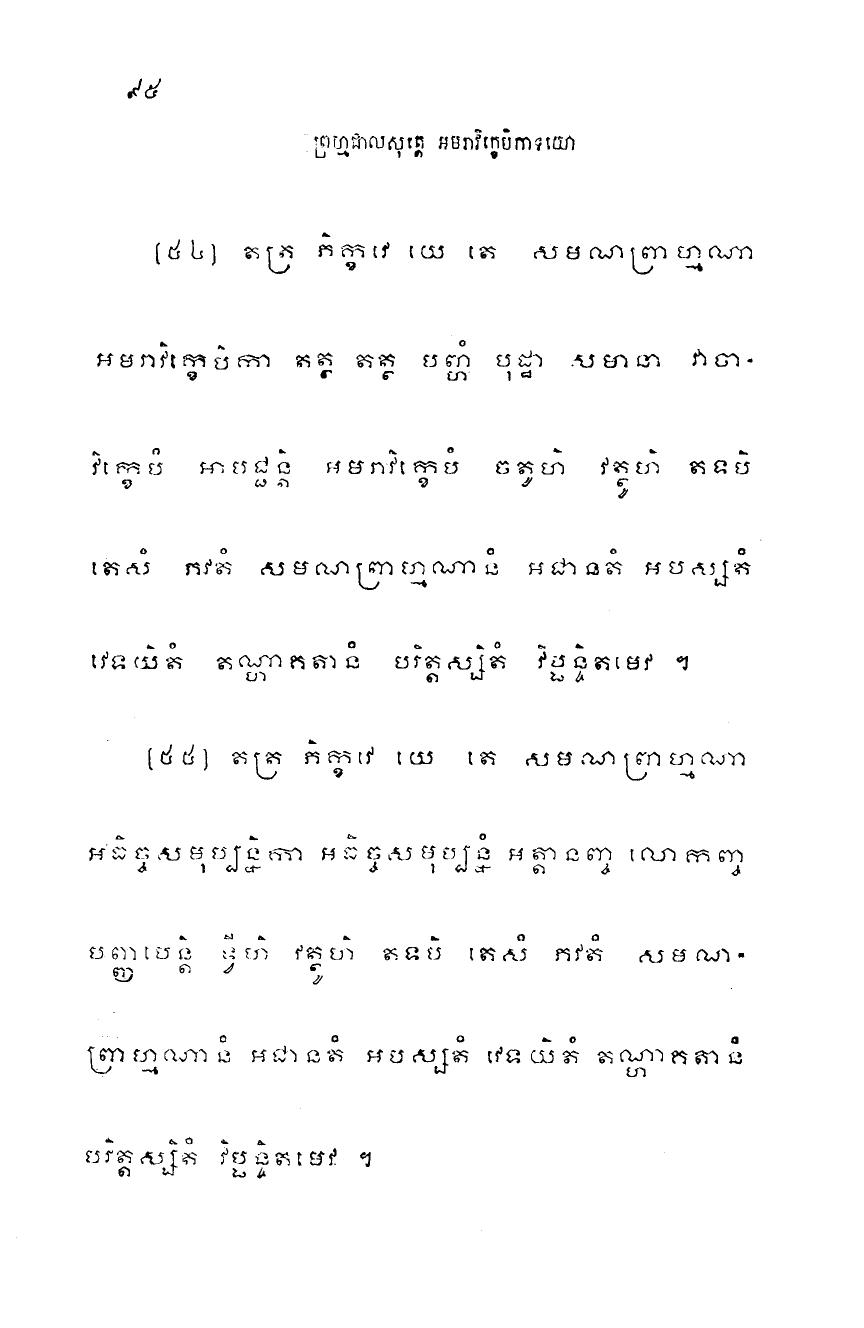 ៩៥
ព្រហ្មជាលសុត្តេ អមរាវិក្ខេបិកាទយោ
(៥៤) តត្រ ភិក្ខវេ យេ តេ សមណព្រាហ្មណា
អមរាវិក្ខេបិកា តត្ថ តត្ថ បញ្ហំ បុដ្ឋា សមានា វាចា-
វិក្ខេបំ អាបជ្ជន្តិ អមរាវិក្ខេបំ ចតូហិ វត្ថូហិ តទបិ
តេសំ ភវតំ សមណព្រាហ្មណានំ អជានតំ អបស្សតំ
វេទយិតំ តណ្ហាគតានំ បរិត្តស្សិតំ វិប្ផន្ទិតមេវ ។
(៥៥) តត្រ ភិក្ខវេ យេ តេ សមណព្រាហ្មណា
អធិច្ចសមុប្បន្និកា អធិច្ចសមុប្បន្នំ អត្តានញ្ច លោកញ្ច
បញ្ញាបេន្តិ ទ្វីហិ វត្ថូហិ តទបិ តេសំ ភវតំ សមណ-
ព្រាហ្មណានំ អជានតំ អបស្សតំ វេទយិតំ តណ្ហាគតានំ
បរិត្តស្សិតំ វិប្ផន្ទិតមេវ ។